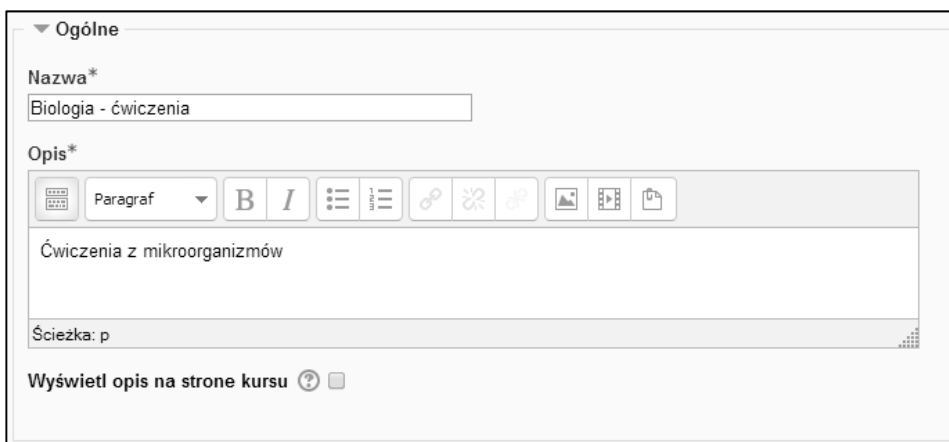 Ogólne
Nazwa*
Biologia - ćwiczenia
Opis*
Paragraf B I
Ćwiczenia z mikroorganizmów
Ścieżka: p
Wyświetl opis na strone kursu ?